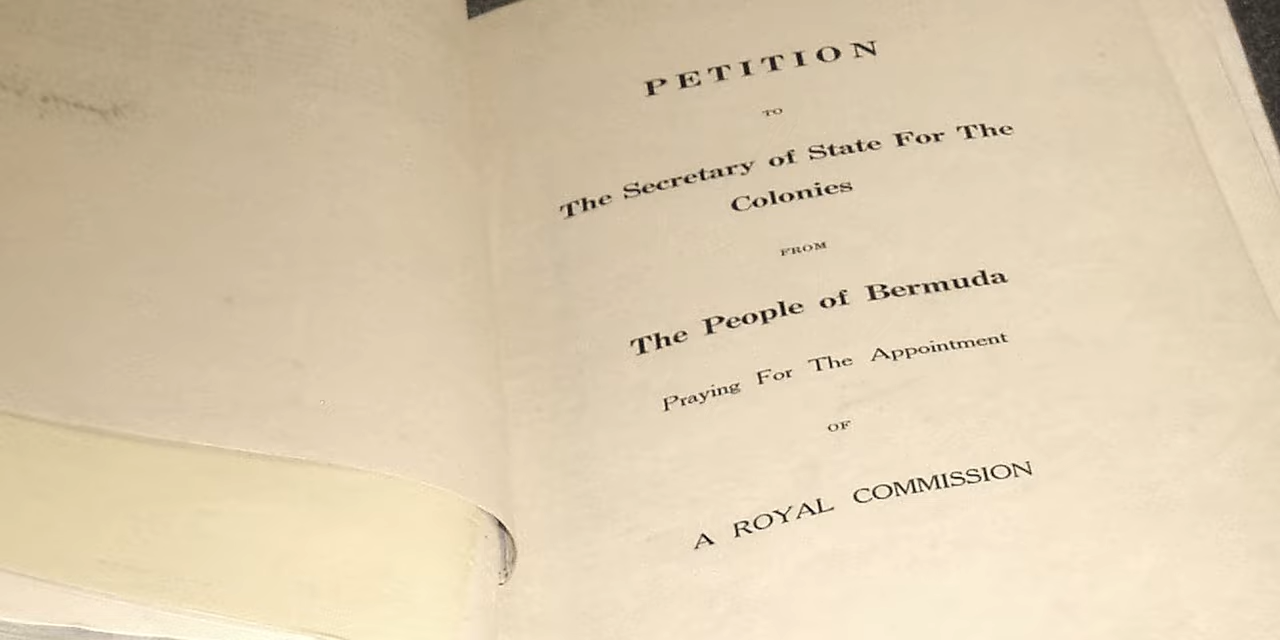 PETITION
TO
The Secretary of State For The
Colonies
FROM
The People of Bermuda
Praying For The Appointment
OF
A ROYAL COMMISSION